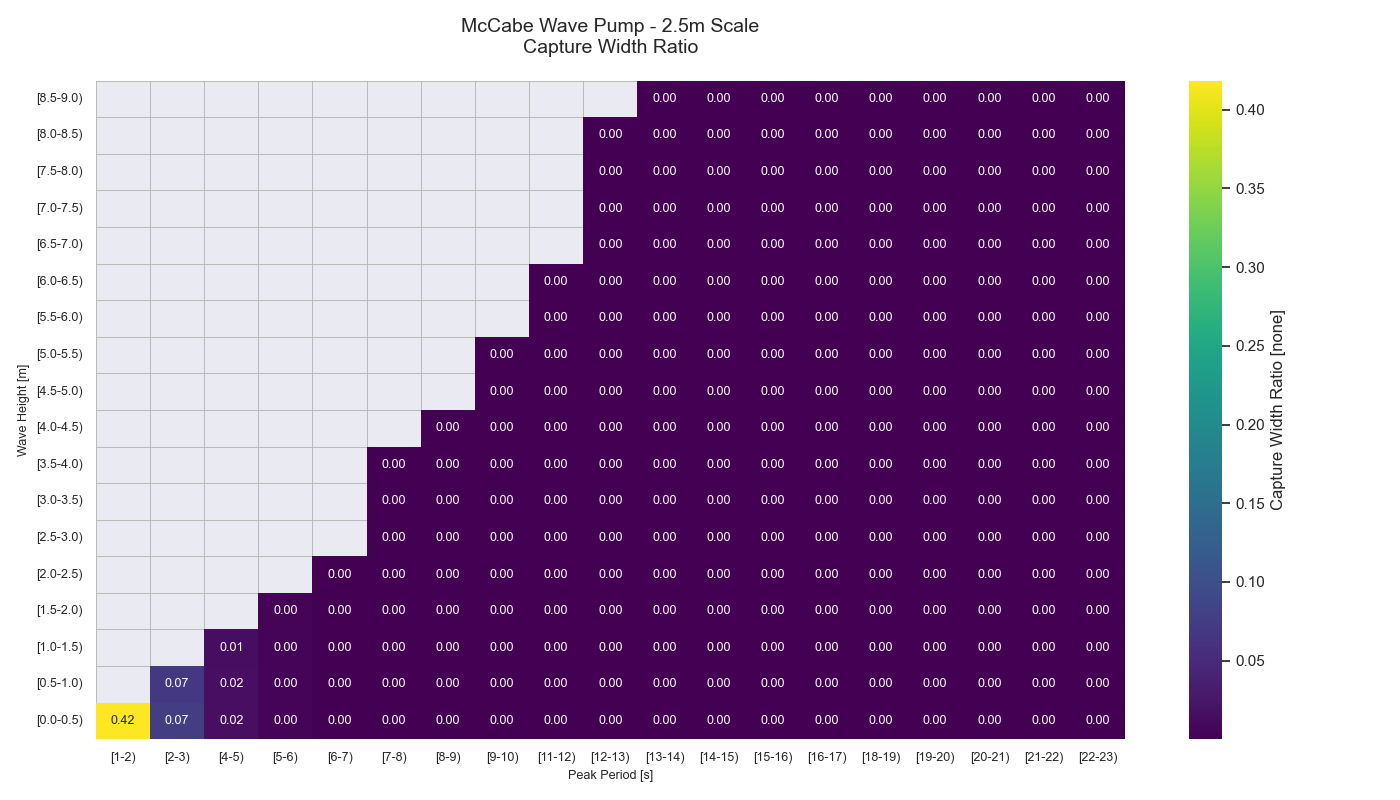 McCabe Wave Pump - 2.5m Scale
Capture Width Ratio
[8.5-9.0) 0.00 0.00 0.00 0.00 0.00 0.00 0.00 0.00 0.00
[8.0-8.5) 0.00 0.00 0.00 0.00 0.00 0.00 0.00 0.00 0.00 0.00
[7.5-8.0) 0.00 0.00 0.00 0.00 0.00 0.00 0.00 0.00 0.00 0.00
[7.0-7.5) 0.00 0.00 0.00 0.00 0.00 0.00 0.00 0.00 0.00 0.00
[6.5-7.0) 0.00 0.00 0.00 0.00 0.00 0.00 0.00 0.00 0.00 0.00
[6.0-6.5) 0.00 0.00 0.00 0.00 0.00 0.00 0.00 0.00 0.00 0.00 0.00
[5.5-6.0) 0.00 0.00 0.00 0.00 0.00 0.00 0.00 0.00 0.00 0.00 0.00
[5.0-5.5) 0.00 0.00 0.00 0.00 0.00 0.00 0.00 0.00 0.00 0.00 0.00 0.00
[4.5-5.0) 0.00 0.00 0.00 0.00 0.00 0.00 0.00 0.00 0.00 0.00 0.00 0.00
[4.0-4.5) 0.00 0.00 0.00 0.00 0.00 0.00 0.00 0.00 0.00 0.00 0.00 0.00 0.00
[3.5-4.0) 0.00 0.00 0.00 0.00 0.00 0.00 0.00 0.00 0.00 0.00 0.00 0.00 0.00 0.00
[3.0-3.5) 0.00 0.00 0.00 0.00 0.00 0.00 0.00 0.00 0.00 0.00 0.00 0.00 0.00 0.00
[2.5-3.0) 0.00 0.00 0.00 0.00 0.00 0.00 0.00 0.00 0.00 0.00 0.00 0.00 0.00 0.00
[2.0-2.5) 0.00 0.00 0.00 0.00 0.00 0.00 0.00 0.00 0.00 0.00 0.00 0.00 0.00 0.00 0.00
[1.5-2.0) 0.00 0.00 0.00 0.00 0.00 0.00 0.00 0.00 0.00 0.00 0.00 0.00 0.00 0.00 0.00 0.00
[1.0-1.5) 0.01 0.00 0.00 0.00 0.00 0.00 0.00 0.00 0.00 0.00 0.00 0.00 0.00 0.00 0.00 0.00 0.00
[0.5-1.0) 0.07 0.02 0.00 0.00 0.00 0.00 0.00 0.00 0.00 0.00 0.00 0.00 0.00 0.00 0.00 0.00 0.00 0.00
[0.0-0.5) 0.42 0.07 0.02 0.00 0.00 0.00 0.00 0.00 0.00 0.00 0.00 0.00 0.00 0.00 0.00 0.00 0.00 0.00 0.00
[1-2) [2-3) [4-5) [5-6) [6-7) [7-8) [8-9) [9-10) [11-12) [12-13) [13-14) [14-15) [15-16) [16-17) [18-19) [19-20) [20-21) [21-22) [22-23)
Peak Period [s]
Wave Height [m]
0.40
0.35
0.30
0.25
0.20
0.15
0.10
0.05
Capture Width Ratio [none]